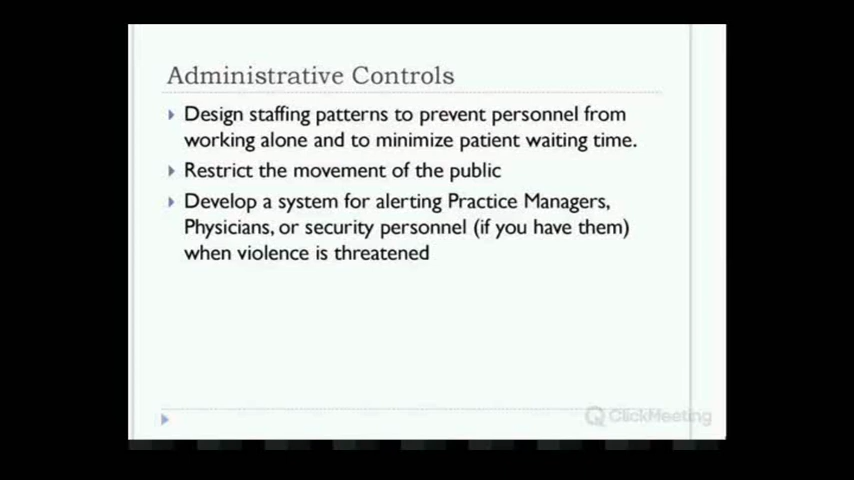 Administrative Controls
Design staffing patterns to prevent personnel from
working alone and to minimize patient waiting time.
Restrict the movement of the public
Develop a system for alerting Practice Managers,
Physicians, or security personnel (if you have them)
when violence is threatened
ClickMeeting